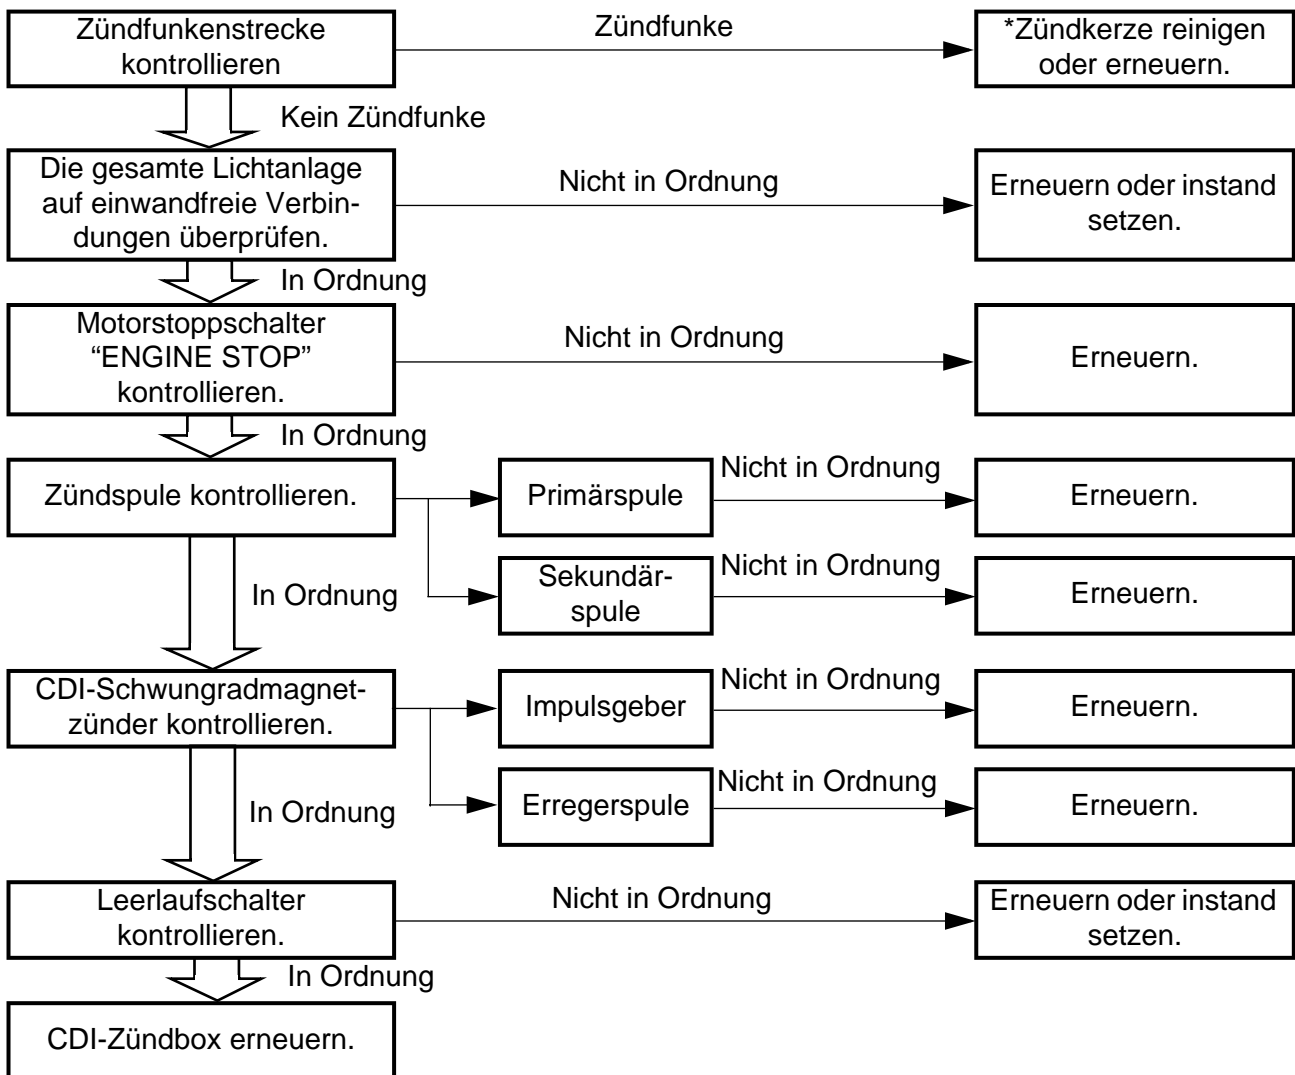 Zündfunkenstrecke
kontrollieren
Zündfunke
*Zündkerze reinigen
oder erneuern.
Kein Zündfunke
Die gesamte Lichtanlage
auf einwandfreie Verbin-
dungen überprüfen.
Nicht in Ordnung
Erneuern oder instand
setzen.
In Ordnung
Motorstoppschalter
“ENGINE STOP”
kontrollieren.
Nicht in Ordnung
Erneuern.
In Ordnung
Zündspule kontrollieren.
Primärspule
Nicht in Ordnung
Erneuern.
Sekundär-
spule
Nicht in Ordnung
Erneuern.
In Ordnung
CDI-Schwungradmagnet-
zünder kontrollieren.
Impulsgeber
Nicht in Ordnung
Erneuern.
Erregerspule
Nicht in Ordnung
Erneuern.
In Ordnung
Leerlaufschalter
kontrollieren.
Nicht in Ordnung
Erneuern oder instand
setzen.
In Ordnung
CDI-Zündbox erneuern.